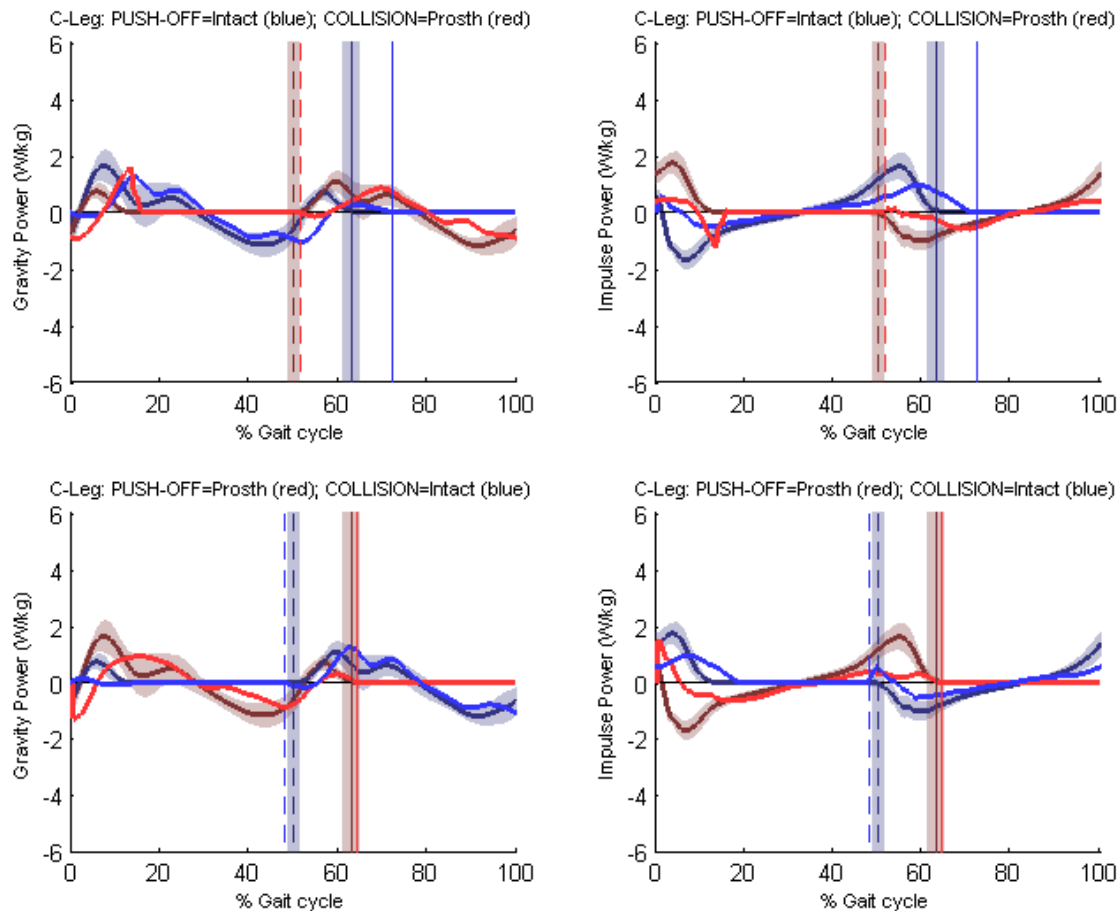 C-Leg: PUSH-OFF=Intact (blue); COLLISION=Prosth (red)
6
4
2
0
-2
-4
-6
Gravity Power (W/kg)
0 20 40 60 80 100
% Gait cycle
C-Leg: PUSH-OFF=Intact (blue); COLLISION=Prosth (red)
6
4
2
0
-2
-4
-6
Impulse Power (W/kg)
0 20 40 60 80 100
% Gait cycle
C-Leg: PUSH-OFF=Prosth (red); COLLISION=Intact (blue)
6
4
2
0
-2
-4
-6
Gravity Power (W/kg)
0 20 40 60 80 100
% Gait cycle
C-Leg: PUSH-OFF=Prosth (red); COLLISION=Intact (blue)
6
4
2
0
-2
-4
-6
Impulse Power (W/kg)
0 20 40 60 80 100
% Gait cycle